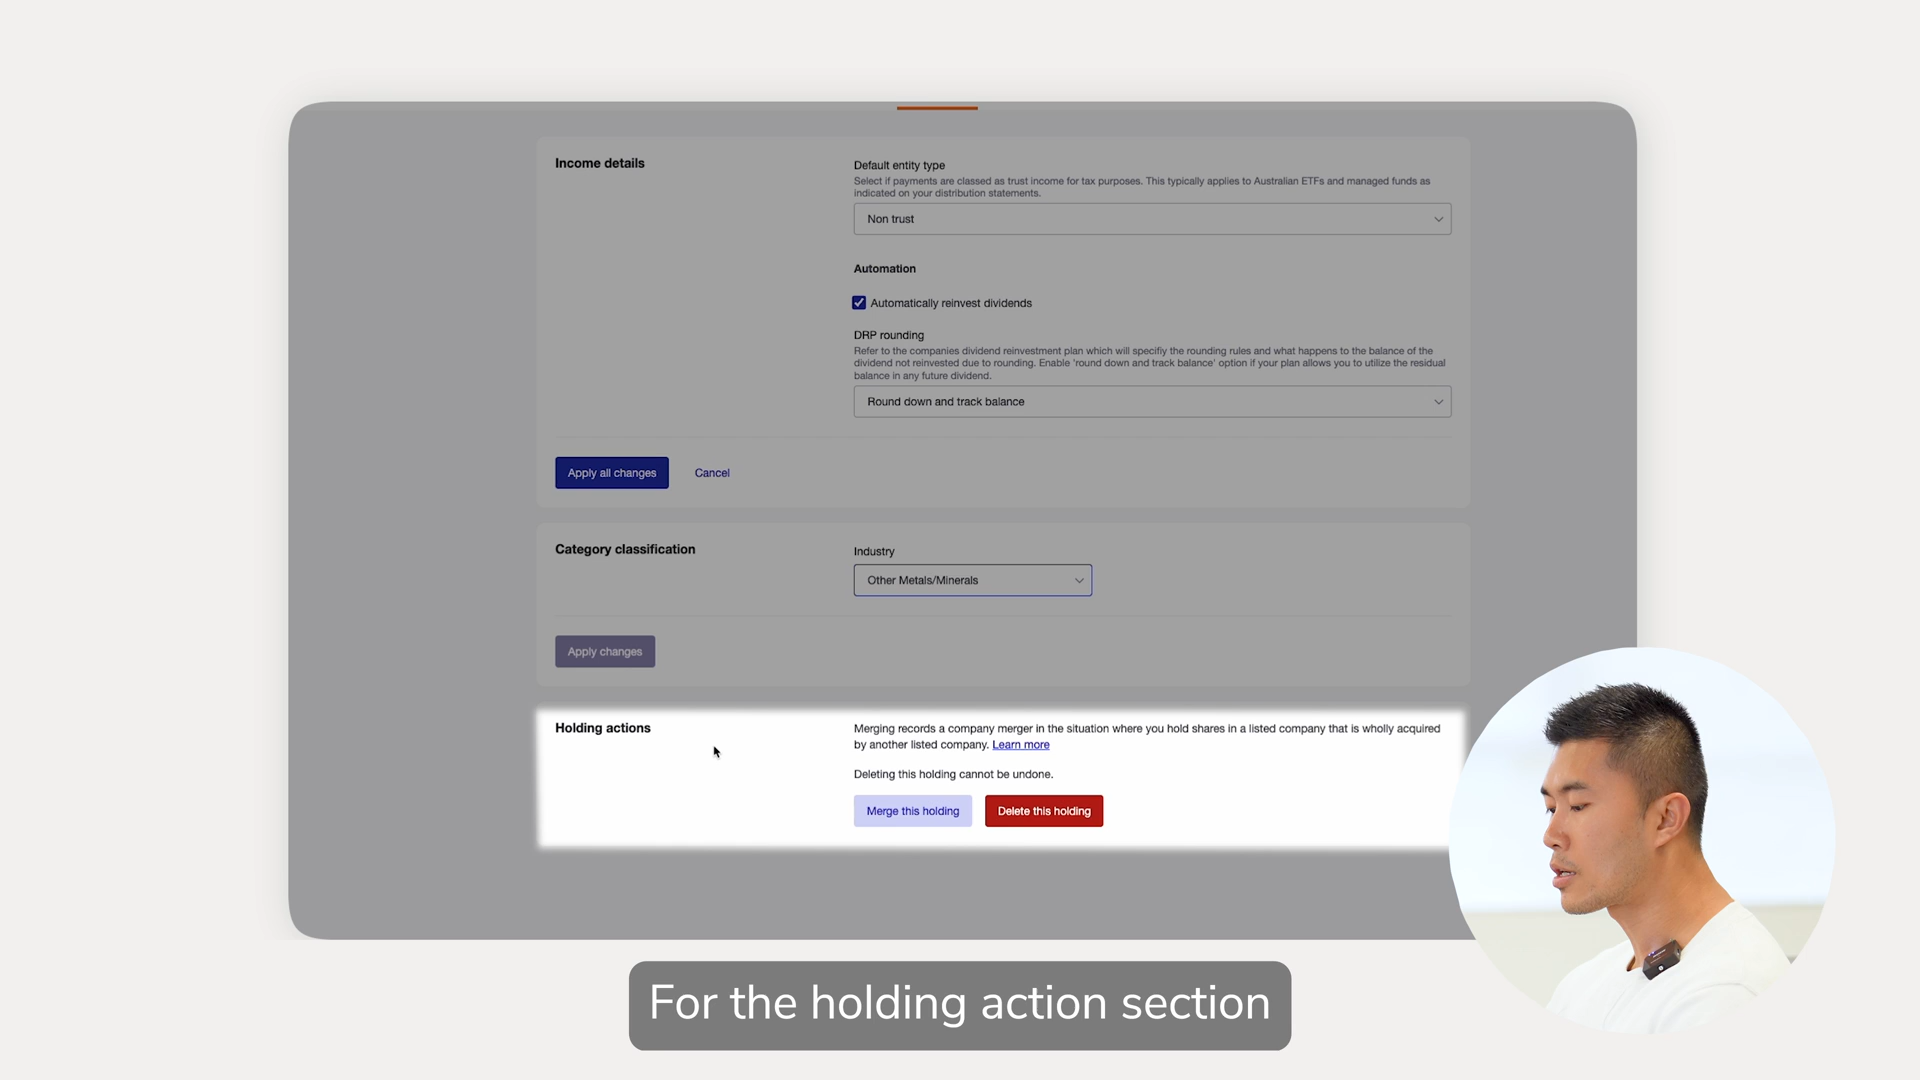 Income details
Default entity type
Select if payments are classed as trust income for tax purposes. This typically applies to Australian ETFs and managed funds as
indicated on your distribution statements.
Non trust
Automation
Automatically reinvest dividends
DRP rounding
Refer to the companies dividend reinvestment plan which will specifiy the rounding rules and what happens to the balance of the
dividend not reinvested due to rounding. Enable 'round down and track balance' option if your plan allows you to utilize the residual
balance in any future dividend.
Round down and track balance
Apply all changes
Cancel
Category classification
Industry
Other Metals/Minerals
Apply changes
Holding actions
Merging records a company merger in the situation where you hold shares in a listed company that is wholly acquired
by another listed company. Learn more
Deleting this holding cannot be undone.
Merge this holding
Delete this holding
For the holding action section